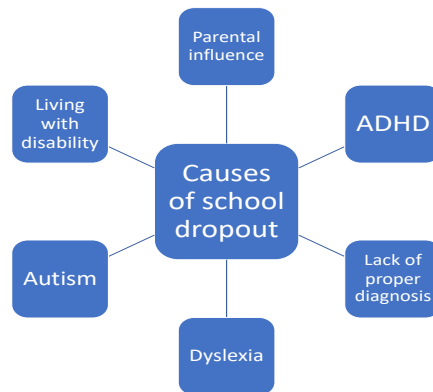 Parental
influence
Living
with
disability
ADHD
Causes
of school
dropout
Autism
Lack of
proper
diagnosis
Dyslexia